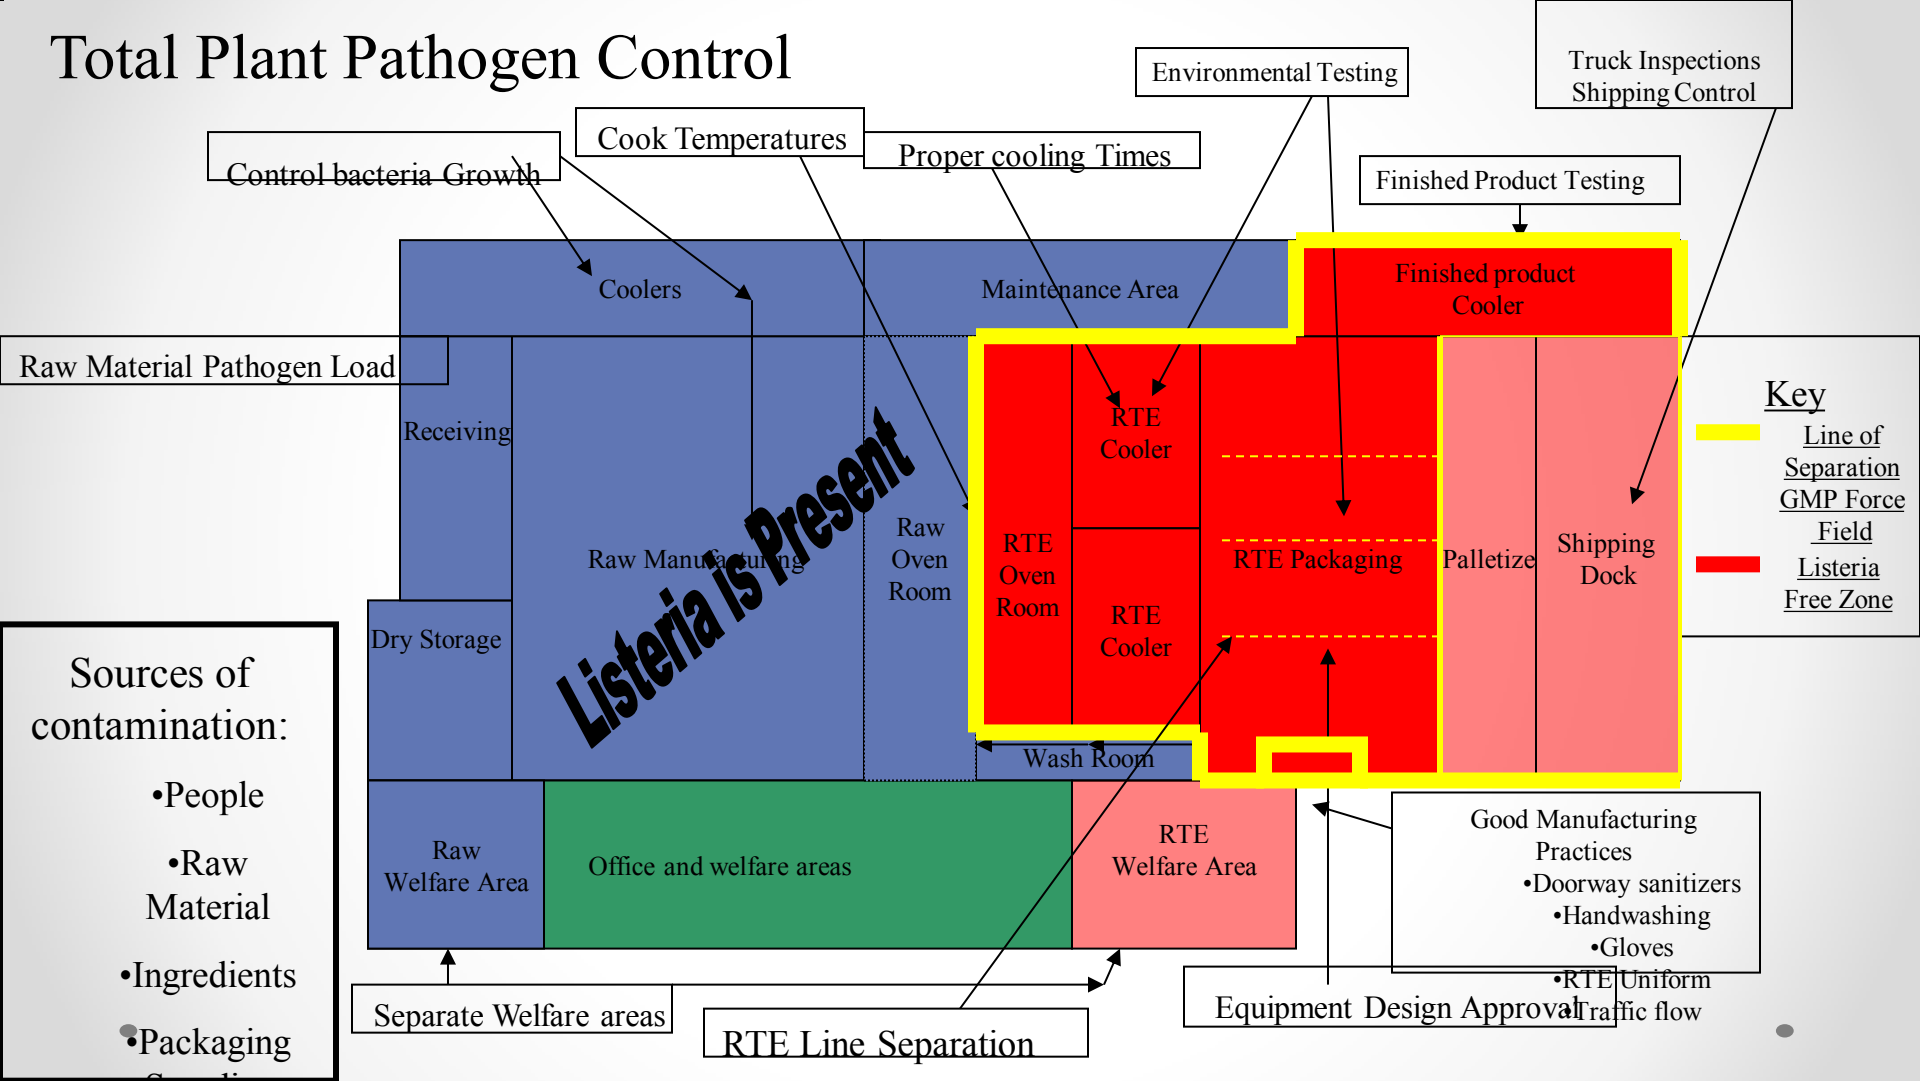 Total Plant Pathogen Control
Environmental Testing
Truck Inspections
Shipping Control
Cook Temperatures
Proper cooling Times
Control bacteria Growth
Finished Product Testing
Coolers
Maintenance Area
Finished product
Cooler
Raw Material Pathogen Load
Receiving
Raw Manufacturing
Listeria is Present
Raw
Oven
Room
RTE
Oven
Room
RTE
Cooler
RTE
Cooler
RTE Packaging
Palletize
Shipping
Dock
Key
Line of
Separation
GMP Force
Field
Listeria
Free Zone
Dry Storage
Wash Room
Sources of
contamination:
•People
•Raw
Material
•Ingredients
•Packaging
Raw
Welfare Area
Office and welfare areas
RTE
Welfare Area
Good Manufacturing
Practices
•Doorway sanitizers
•Handwashing
•Gloves
•RTE Uniform
•Traffic flow
Separate Welfare areas
RTE Line Separation
Equipment Design Approval